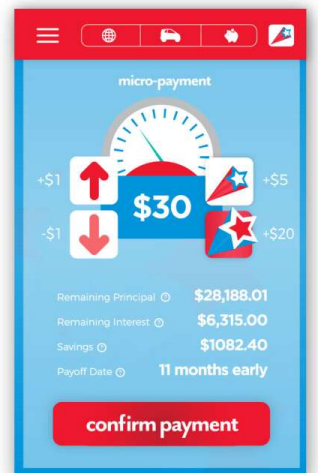 micro-payment
+$1
+$5
$30
-$1
+$20
Remaining Principal ? $28,188.01
Remaining Interest ? $6,315.00
Savings ? $1082.40
Payoff Date ? 11 months early
confirm payment